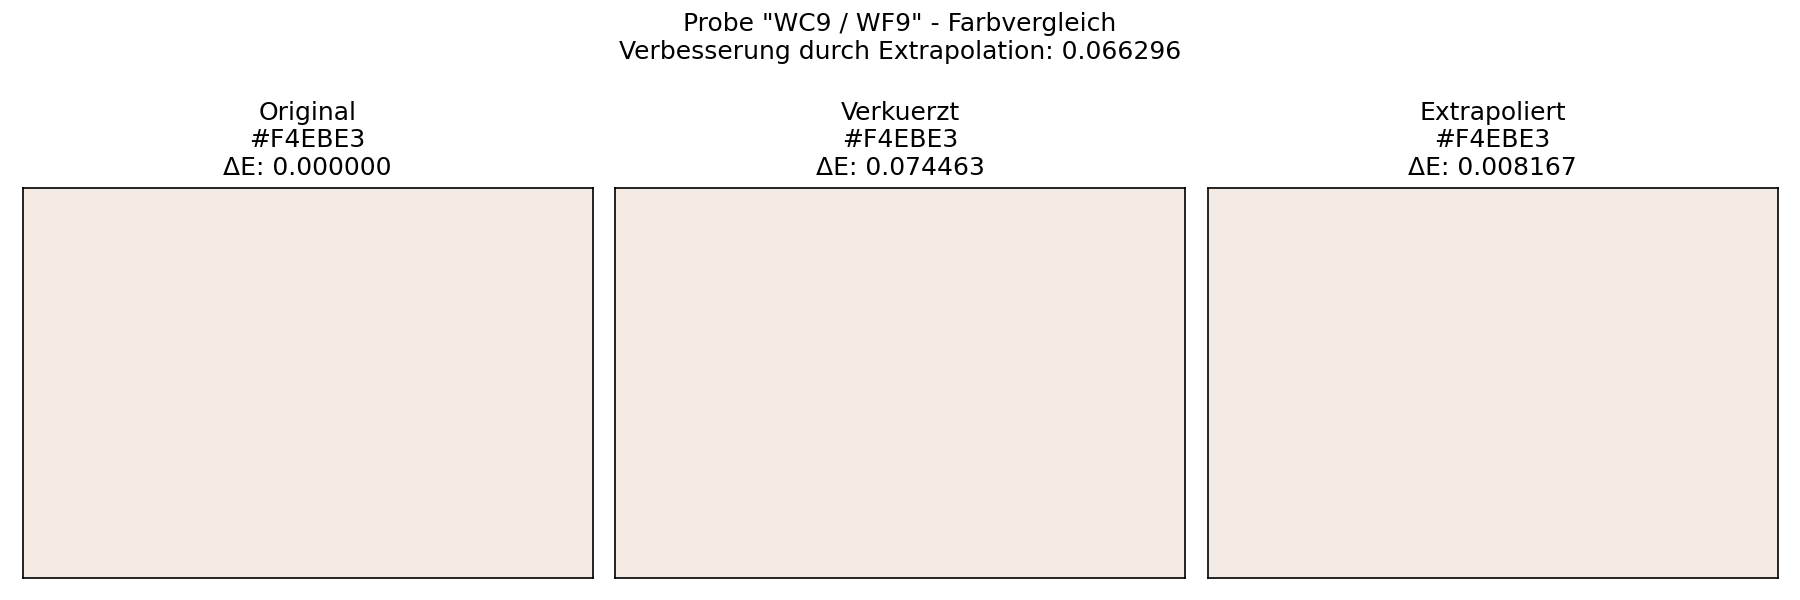 Probe "WC9 / WF9" - Farbvergleich
Verbesserung durch Extrapolation: 0.066296
Original
#F4EBE3
ΔE: 0.000000
Verkuerzt
#F4EBE3
ΔE: 0.074463
Extrapoliert
#F4EBE3
ΔE: 0.008167